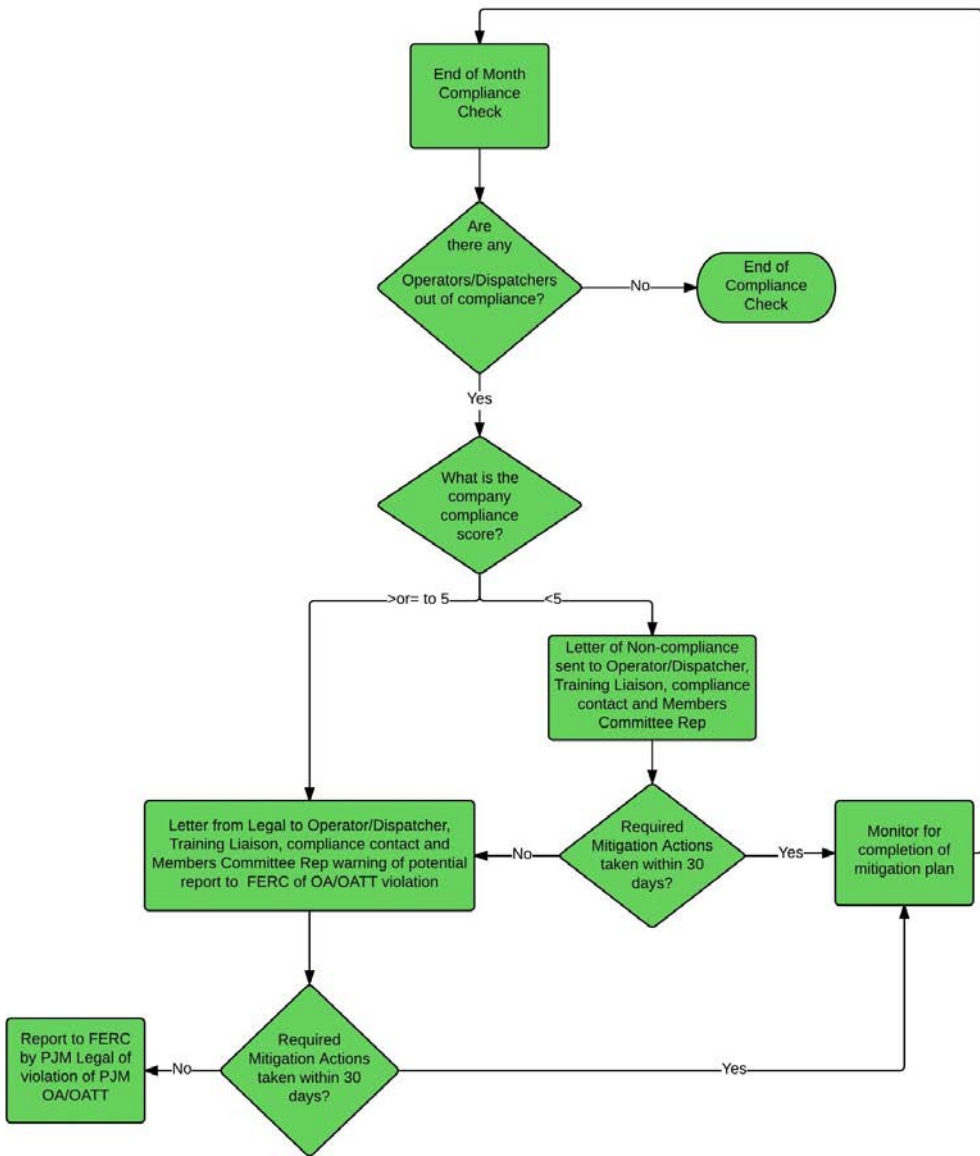 End of Month
Compliance
Check
Are
there any
Operators/Dispatchers
out of compliance?
No
End of
Compliance
Check
Yes
What is the
company
compliance
score?
>or= to 5
<5
Letter of Non-compliance
sent to Operator/Dispatcher,
Training Liaison, compliance
contact and Members
Committee Rep
Letter from Legal to Operator/Dispatcher,
Training Liaison, compliance contact and
Members Committee Rep warning of potential
report to FERC of OA/OATT violation
No
Required
Mitigation Actions
taken within 30
days?
Yes
Monitor for
completion of
mitigation plan
Report to FERC
by PJM Legal of
violation of PJM
OA/OATT
No
Required
Mitigation Actions
taken within 30
days?
Yes